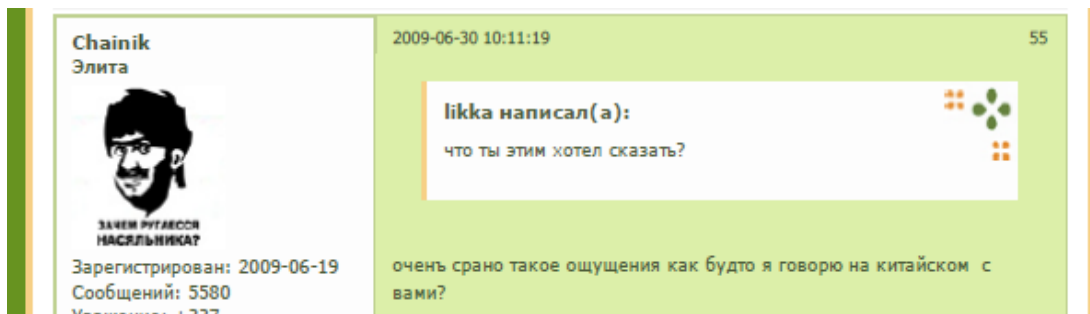 Chainik
Элита
ЗАЧЕМ РУГАЕССЯ
НАСЯЛЬНИКА?
Зарегистрирован: 2009-06-19
Сообщений: 5580
2009-06-30 10:11:19 55
likka написал(а):
что ты этим хотел сказать?
оченъ срано такое ощущения как будто я говорю на китайском с
вами?